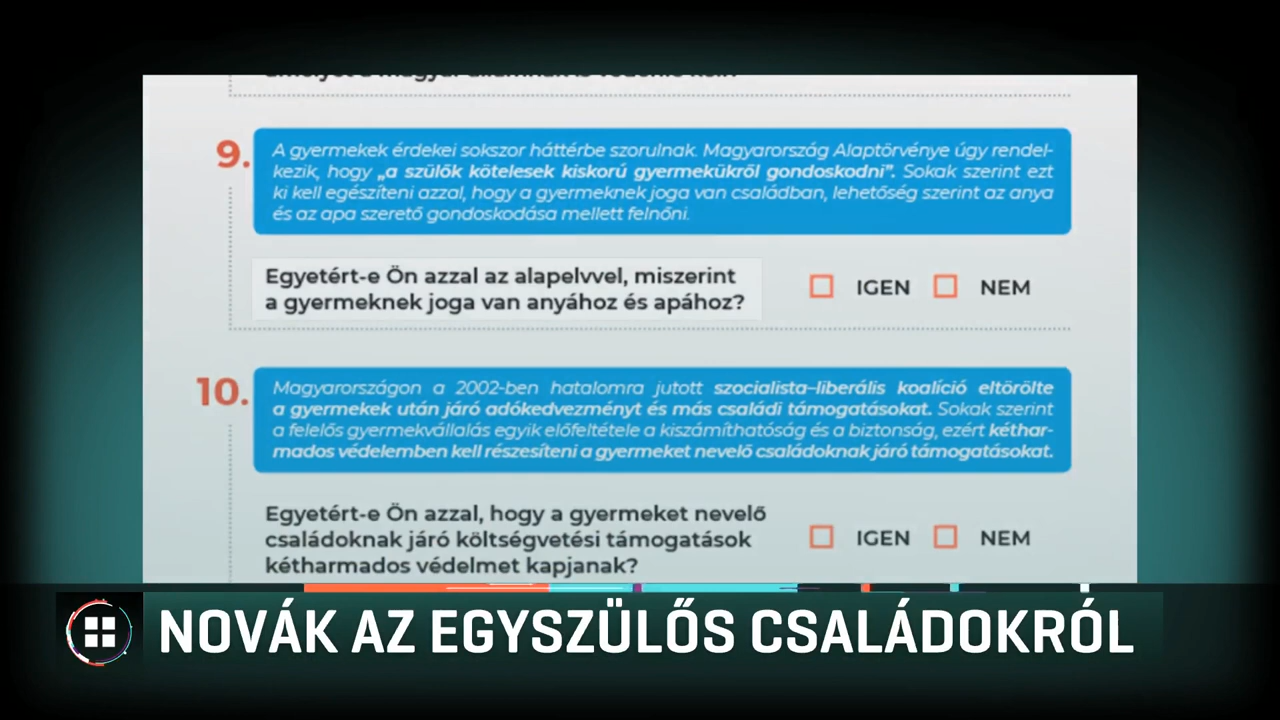 9.
A gyermekek érdekei sokszor háttérbe szorulnak. Magyarország Alaptörvénye úgy rendel-
kezik, hogy „a szülők kötelesek kiskorú gyermekükről gondoskodni”. Sokak szerint ezt
ki kell egészíteni azzal, hogy a gyermeknek joga van családban, lehetőség szerint az anya
és az apa szerető gondoskodása mellett felnőni.
Egyetért-e Ön azzal az alapelvvel, miszerint
a gyermeknek joga van anyához és apához?
IGEN NEM
10.
Magyarországon a 2002-ben hatalomra jutott szocialista–liberális koalíció eltörölte
a gyermekek után járó adókedvezményt és más családi támogatásokat. Sokak szerint
a felelős gyermekvállalás egyik előfeltétele a kiszámíthatóság és a biztonság, ezért kéthar-
mados védelemben kell részesíteni a gyermeket nevelő családoknak járó támogatásokat.
Egyetért-e Ön azzal, hogy a gyermeket nevelő
családoknak járó költségvetési támogatások
kétharmados védelmet kapjanak?
IGEN NEM
NOVÁK AZ EGYSZÜLŐS CSALÁDOKRÓL